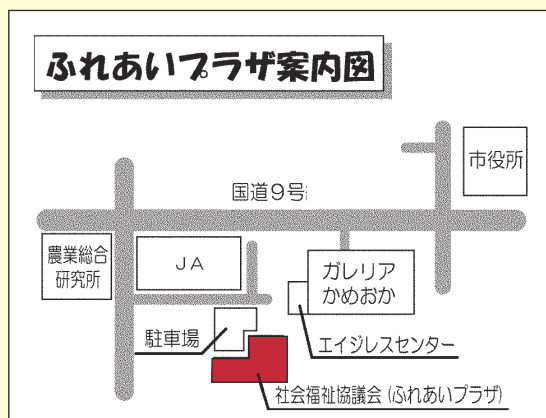 ふれあいプラザ案内図
市役所
国道9号
農業総合
研究所
JA
ガレリア
かめおか
駐車場
エイジレスセンター
社会福祉協議会(ふれあいプラザ)